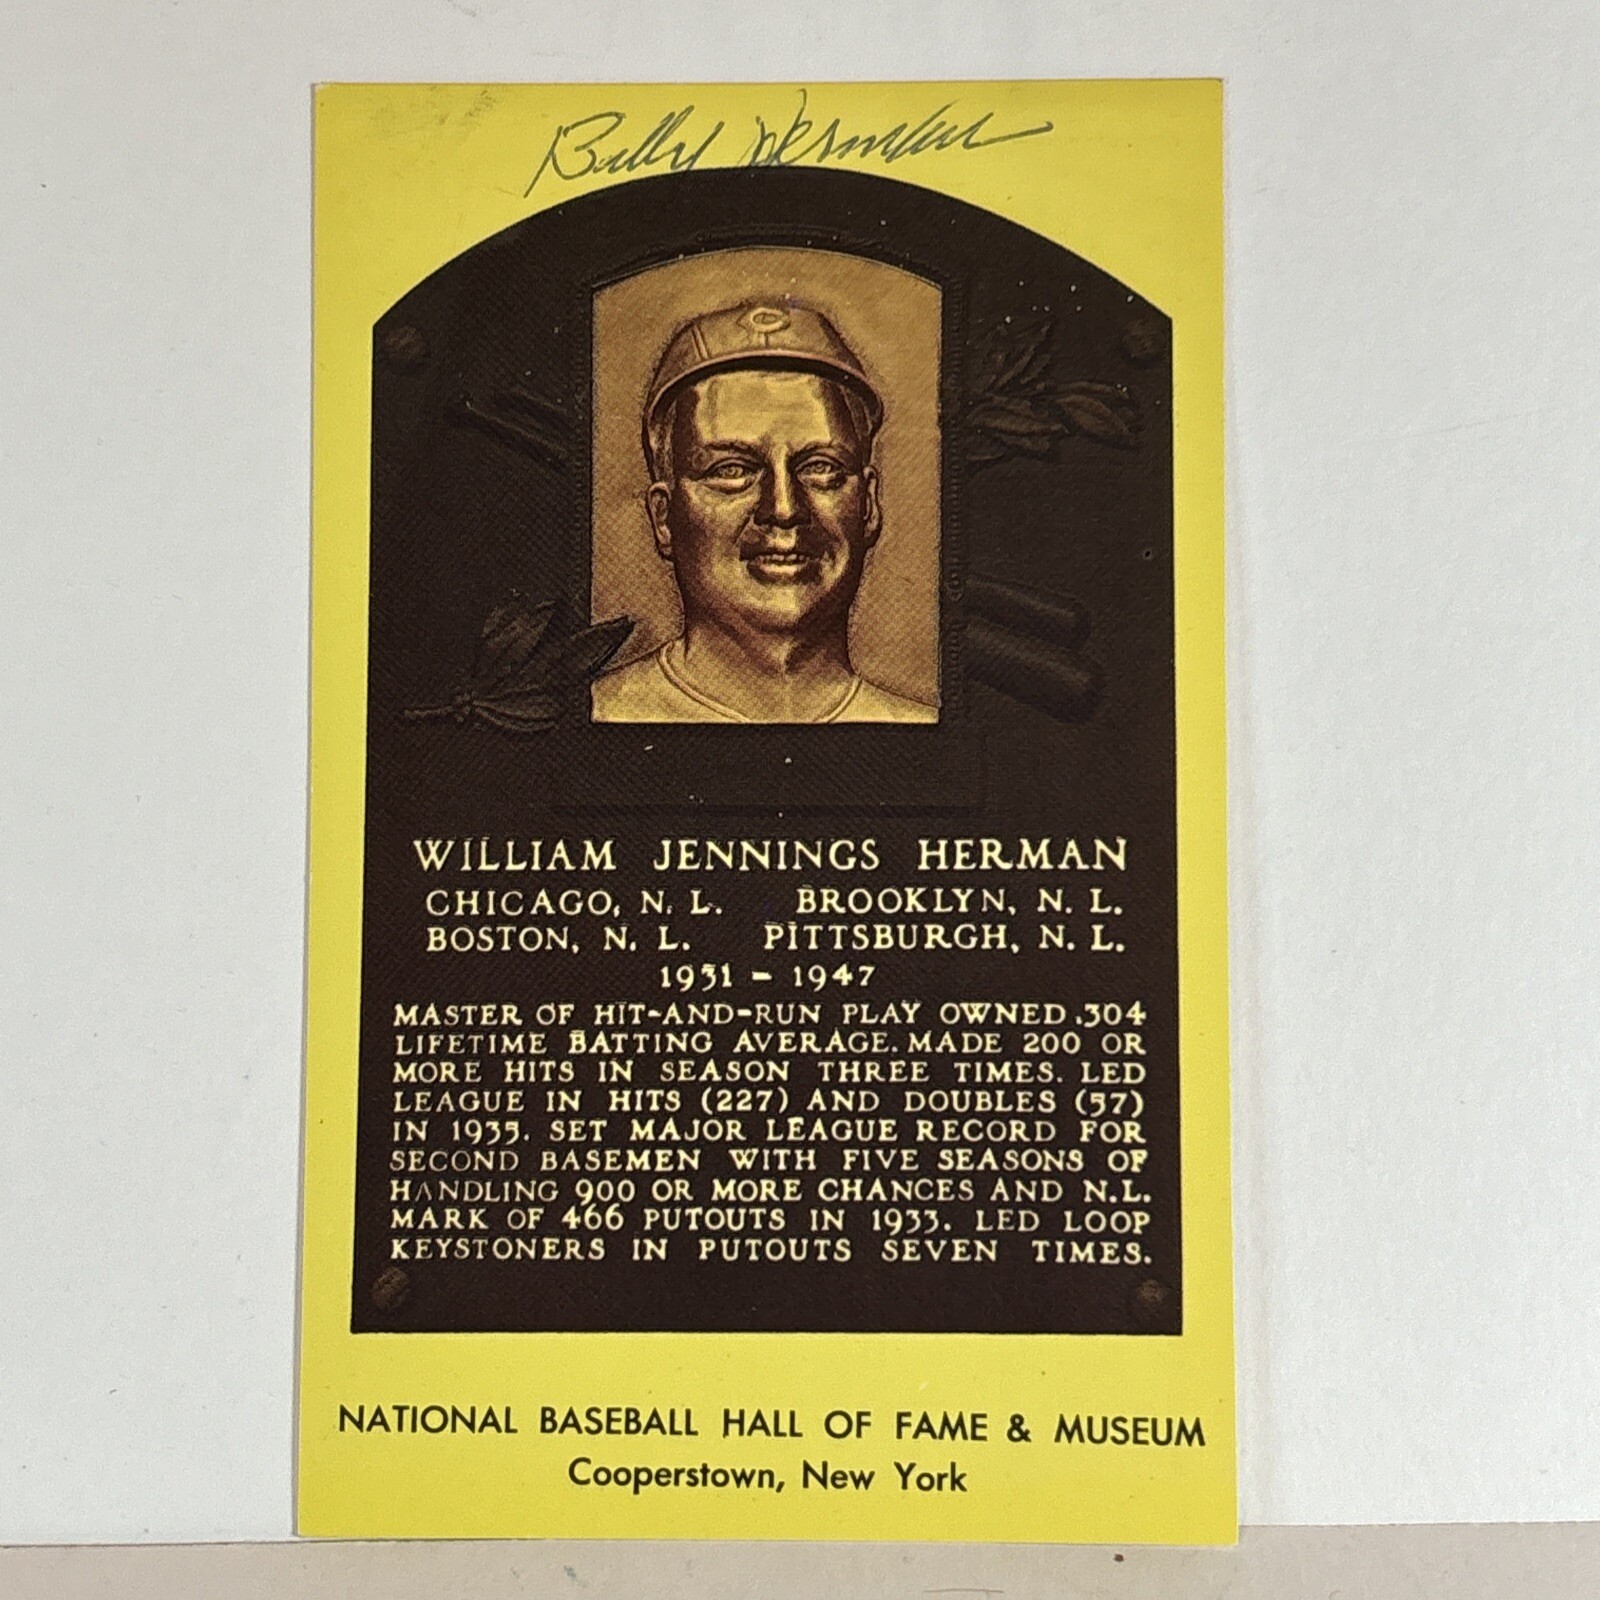 Billy Herman
C
WILLIAM JENNINGS HERMAN
CHICAGO, N. L. BROOKLYN, N. L.
BOSTON, N. L. PITTSBURGH, N. L.
1931 - 1947
MASTER OF HIT-AND-RUN PLAY OWNED .304
LIFETIME BATTING AVERAGE. MADE 200 OR
MORE HITS IN SEASON THREE TIMES. LED
LEAGUE IN HITS (227) AND DOUBLES (57)
IN 1935. SET MAJOR LEAGUE RECORD FOR
SECOND BASEMEN WITH FIVE SEASONS OF
HANDLING 900 OR MORE CHANCES AND N.L.
MARK OF 466 PUTOUTS IN 1933. LED LOOP
KEYSTONERS IN PUTOUTS SEVEN TIMES.
NATIONAL BASEBALL HALL OF FAME & MUSEUM
Cooperstown, New York